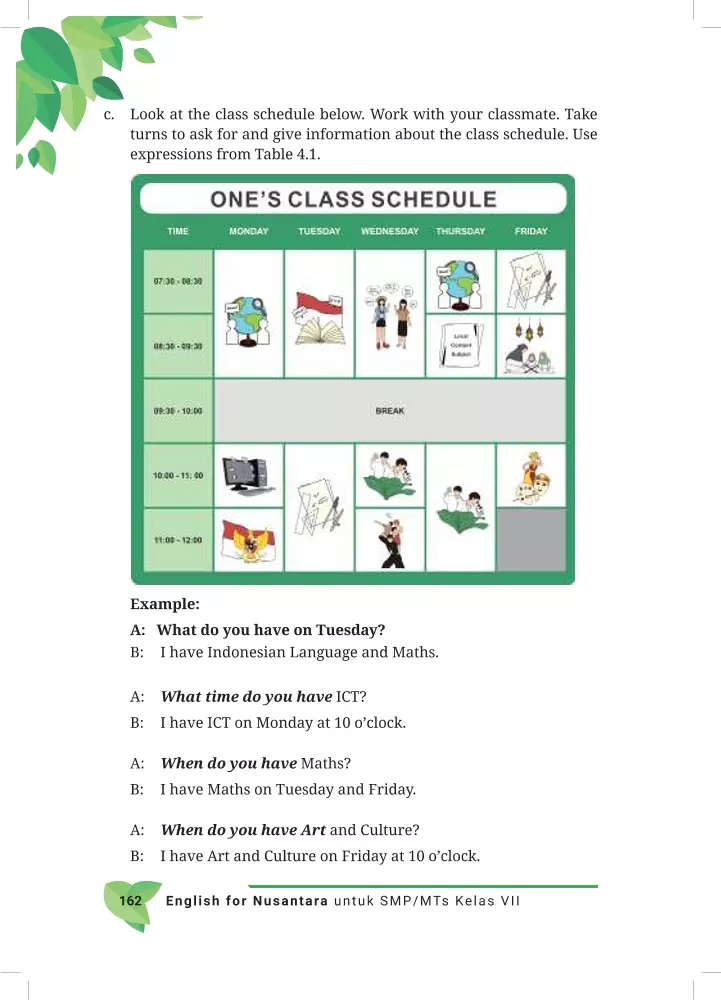 c. Look at the class schedule below. Work with your classmate. Take
turns to ask for and give information about the class schedule. Use
expressions from Table 4.1.
ONE'S CLASS SCHEDULE
TIME MONDAY TUESDAY WEDNESDAY THURSDAY FRIDAY
07:30 - 08:30
Local
Content
Subject
08:30 - 09:30
09:30 - 10:00 BREAK
10:00 - 11: 00
11:00 - 12:00
Example:
A: What do you have on Tuesday?
B: I have Indonesian Language and Maths.
A: What time do you have ICT?
B: I have ICT on Monday at 10 o’clock.
A: When do you have Maths?
B: I have Maths on Tuesday and Friday.
A: When do you have Art and Culture?
B: I have Art and Culture on Friday at 10 o’clock.
162 English for Nusantara untuk SMP/MTs Kelas VII